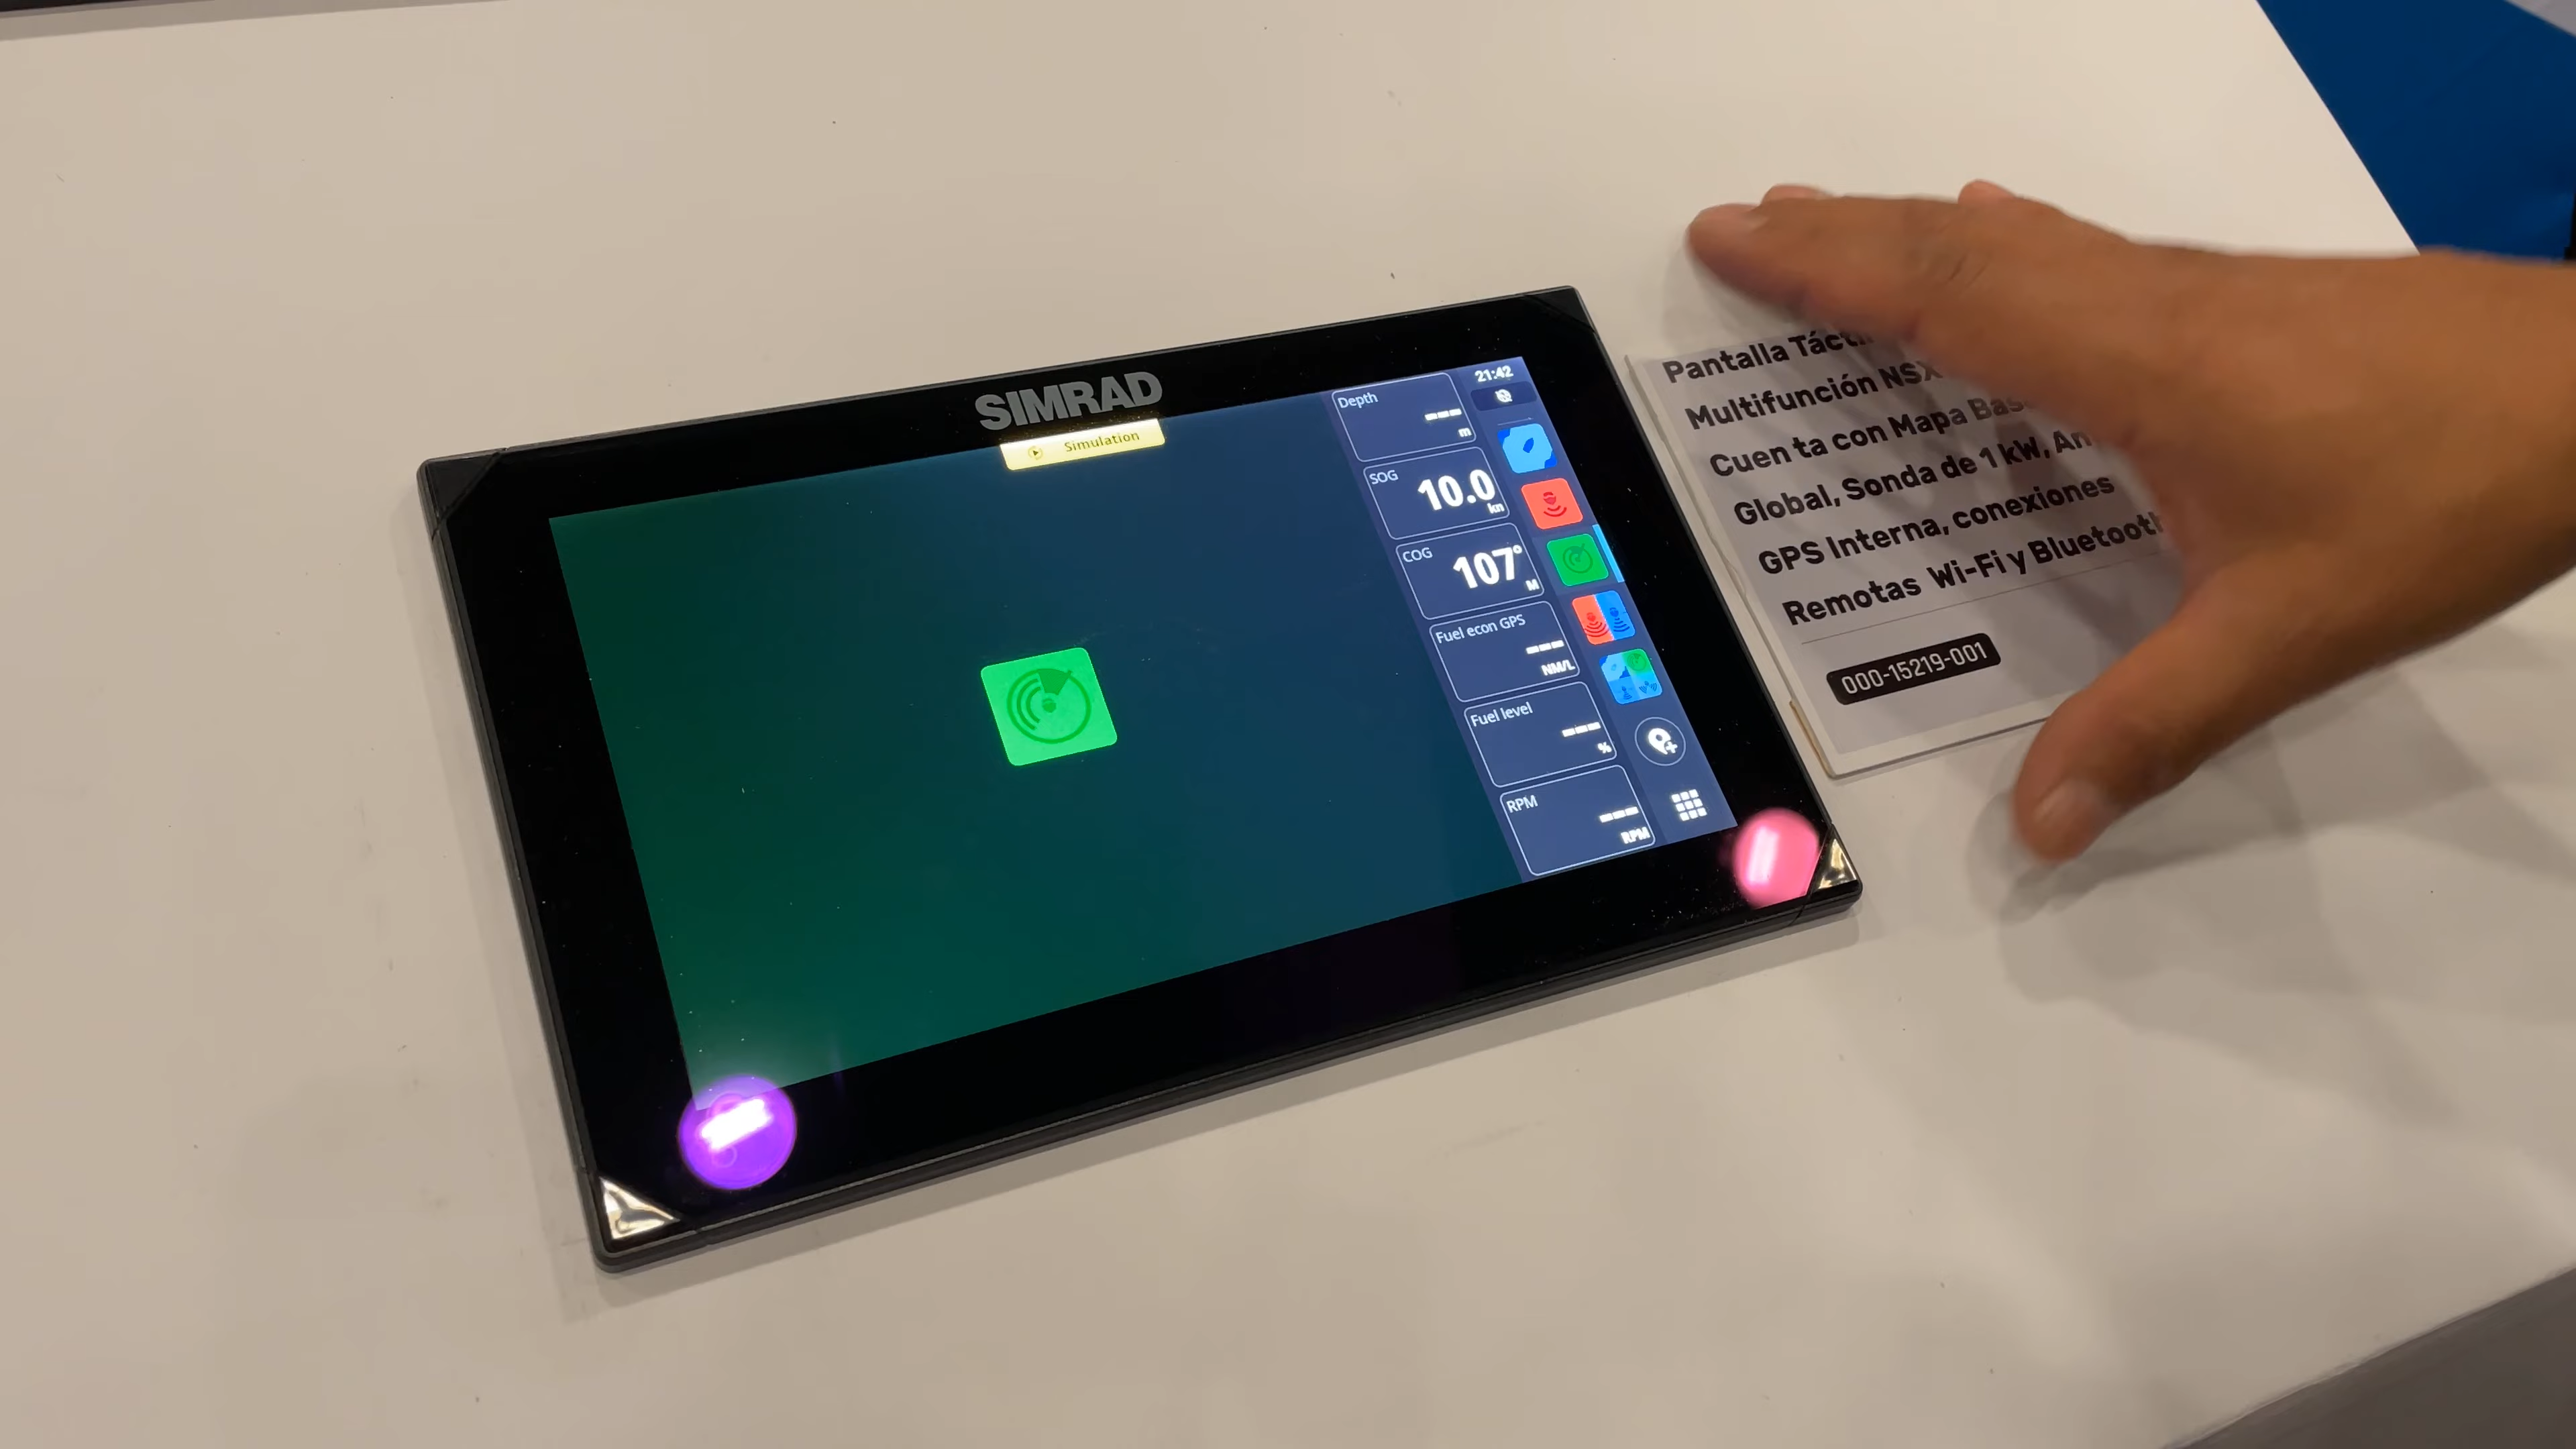 SIMRAD
Simulation
21:42
Depth
---
m
SOG
10.0
kn
COG
107°
M
Fuel econ GPS
---
NM/L
Fuel level
---
%
RPM
---
RPM
Pantalla
Multifunción NSX
Cuen ta con Mapa
Global, Sonda de 1 kW,
GPS Interna, conexiones
Remotas Wi-Fi y Bluetooth
000-15219-001